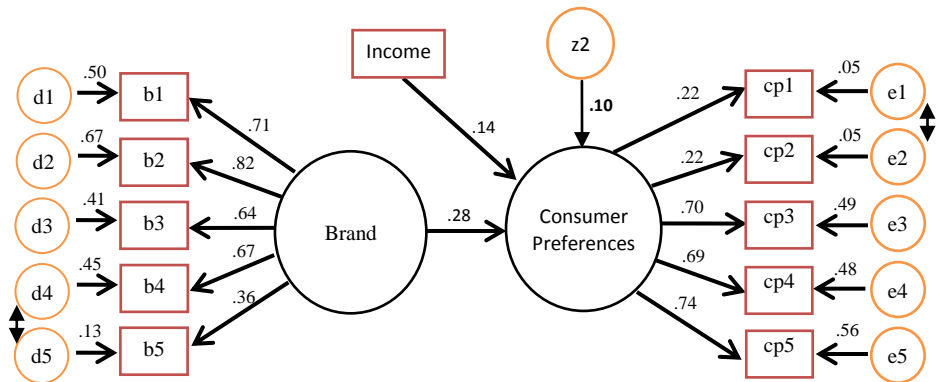 Income
z2
d1
.50
b1
.71
d2
.67
b2
.82
d3
.41
b3
.64
d4
.45
b4
.67
d5
.13
b5
.36
Brand
.28
.14
.10
Consumer
Preferences
.22
cp1
.05
e1
.22
cp2
.05
e2
.70
cp3
.49
e3
.69
cp4
.48
e4
.74
cp5
.56
e5